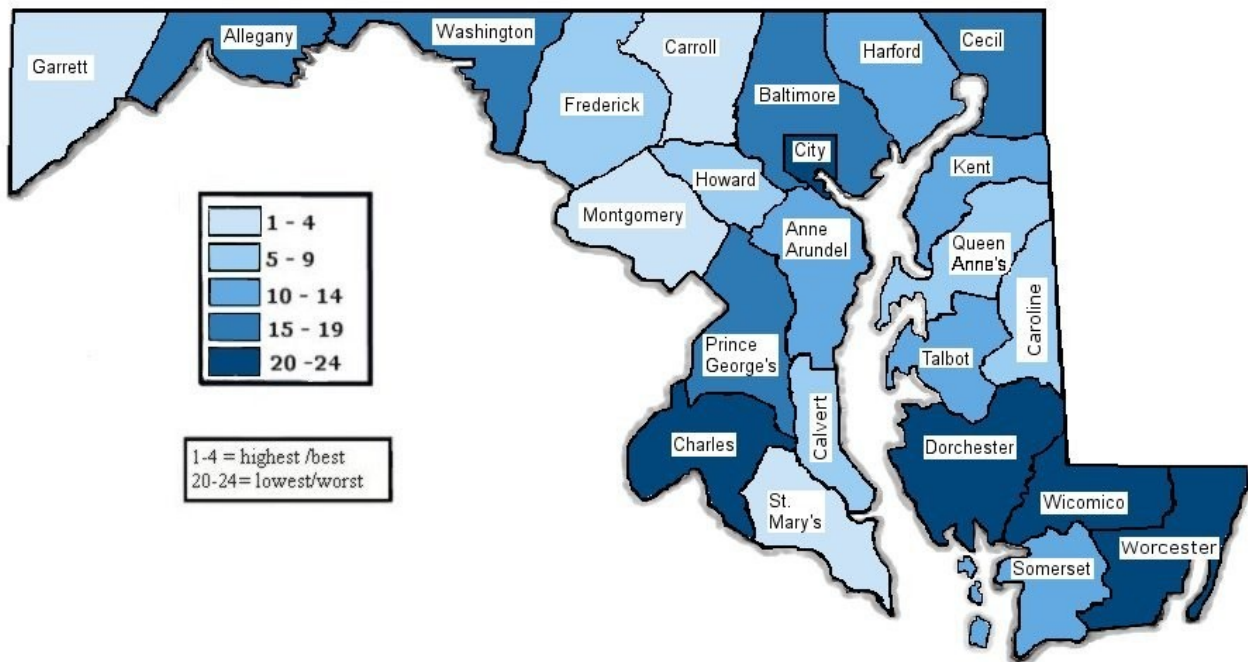 Garrett
Allegany
Washington
Frederick
Carroll
Baltimore
City
Harford
Cecil
Howard
Montgomery
Anne
Arundel
Kent
Queen
Anne's
Caroline
Talbot
Prince
George's
Calvert
Charles
St.
Mary's
Dorchester
Wicomico
Worcester
Somerset
1 - 4
5 - 9
10 - 14
15 - 19
20 -24
1-4 = highest /best
20-24= lowest/worst